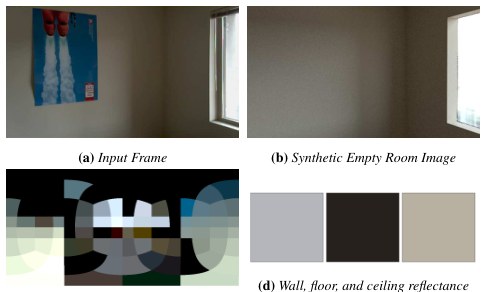 (a) Input Frame
(b) Synthetic Empty Room Image
(d) Wall, floor, and ceiling reflectance